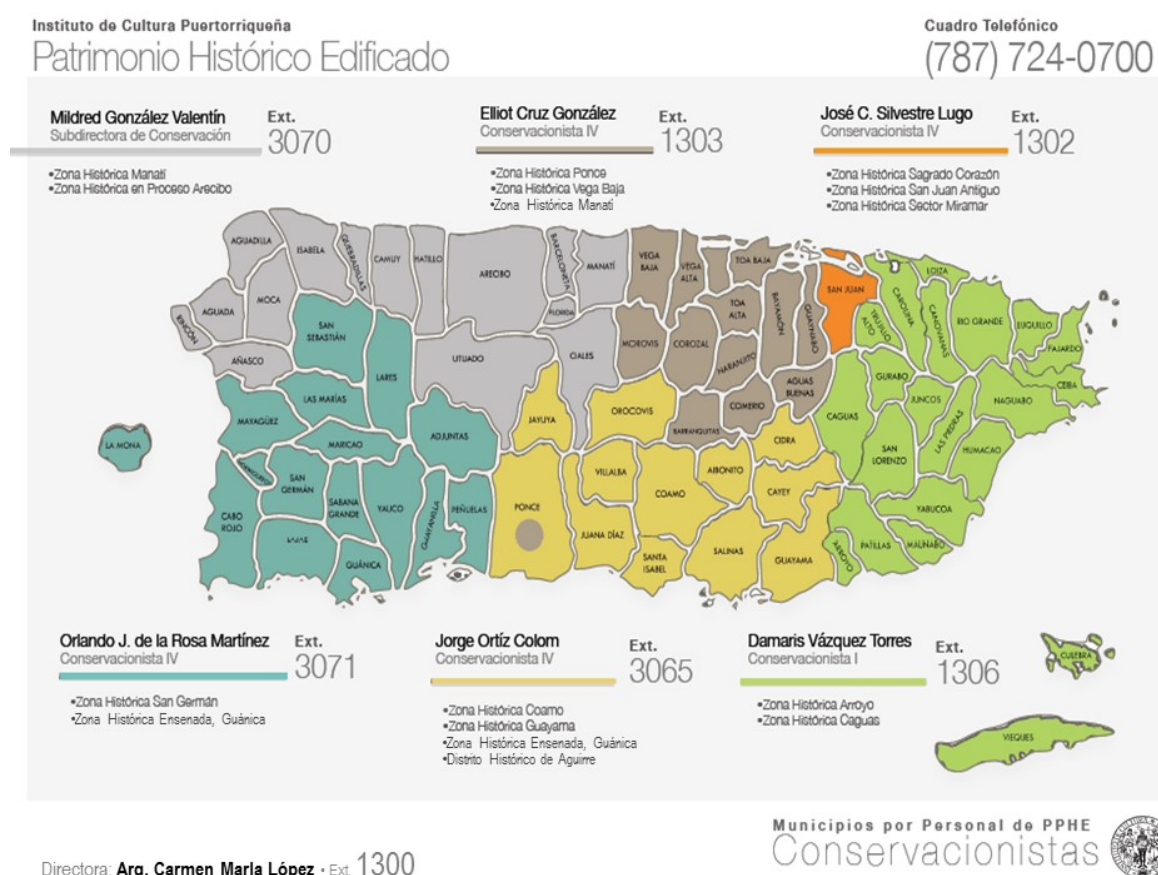 Instituto de Cultura Puertorriqueña
Patrimonio Histórico Edificado
Cuadro Telefónico
(787) 724-0700
Mildred González Valentín
Subdirectora de Conservación
Ext.
3070
•Zona Histórica Manatí
•Zona Histórica en Proceso Arecibo
Elliot Cruz González
Conservacionista IV
Ext.
1303
•Zona Histórica Ponce
•Zona Histórica Vega Baja
•Zona Histórica Manatí
José C. Silvestre Lugo
Conservacionista IV
Ext.
1302
•Zona Histórica Sagrado Corazón
•Zona Histórica San Juan Antiguo
•Zona Histórica Sector Miramar
AGUADILLA
ISABELA
QUEBRADILLAS
CAMUY
HATILLO
ARECIBO
BARCELONETA
MANATÍ
VEGA
BAJA
VEGA
ALTA
TOA BAJA
TOA
ALTA
BAYAMÓN
GUAYNABO
SAN JUAN
TRUJILLO
ALTO
CAROLINA
LOIZA
CANOVANAS
RIO GRANDE
LUQUILLO
FAJARDO
CEIBA
RINCÓN
AGUADA
MOCA
AÑASCO
SAN
SEBASTIÁN
LARES
UTUADO
FLORIDA
CIALES
MOROVIS
COROZAL
NARANJITO
AGUAS
BUENAS
COMERIO
BARRANQUITAS
OROCOVIS
JAYUYA
ADJUNTAS
LAS MARÍAS
MAYAGÜEZ
MARICAO
LA MONA
SAN
GERMÁN
SABANA
GRANDE
YAUCO
GUAYANILLA
PEÑUELAS
CABO
ROJO
GUÁNICA
PONCE
VILLALBA
JUANA DÍAZ
COAMO
AIBONITO
CIDRA
CAYEY
SANTA
ISABEL
SALINAS
GUAYAMA
CAGUAS
GURABO
JUNCOS
SAN
LORENZO
LAS PIEDRAS
NAGUABO
HUMACAO
YABUCOA
ARROYO
PATILLAS
MAUNABO
CULEBRA
VIEQUES
Orlando J. de la Rosa Martínez
Conservacionista IV
Ext.
3071
•Zona Histórica San Germán
•Zona Histórica Ensenada, Guánica
Jorge Ortíz Colom
Conservacionista IV
Ext.
3065
•Zona Histórica Coamo
•Zona Histórica Guayama
•Zona Histórica Ensenada, Guánica
•Distrito Histórico de Aguirre
Damaris Vázquez Torres
Conservacionista I
Ext.
1306
•Zona Histórica Arroyo
•Zona Histórica Caguas
Municipios por Personal de PPHE
Conservacionistas
Directora: Arq. Carmen Marla López • Ext. 1300